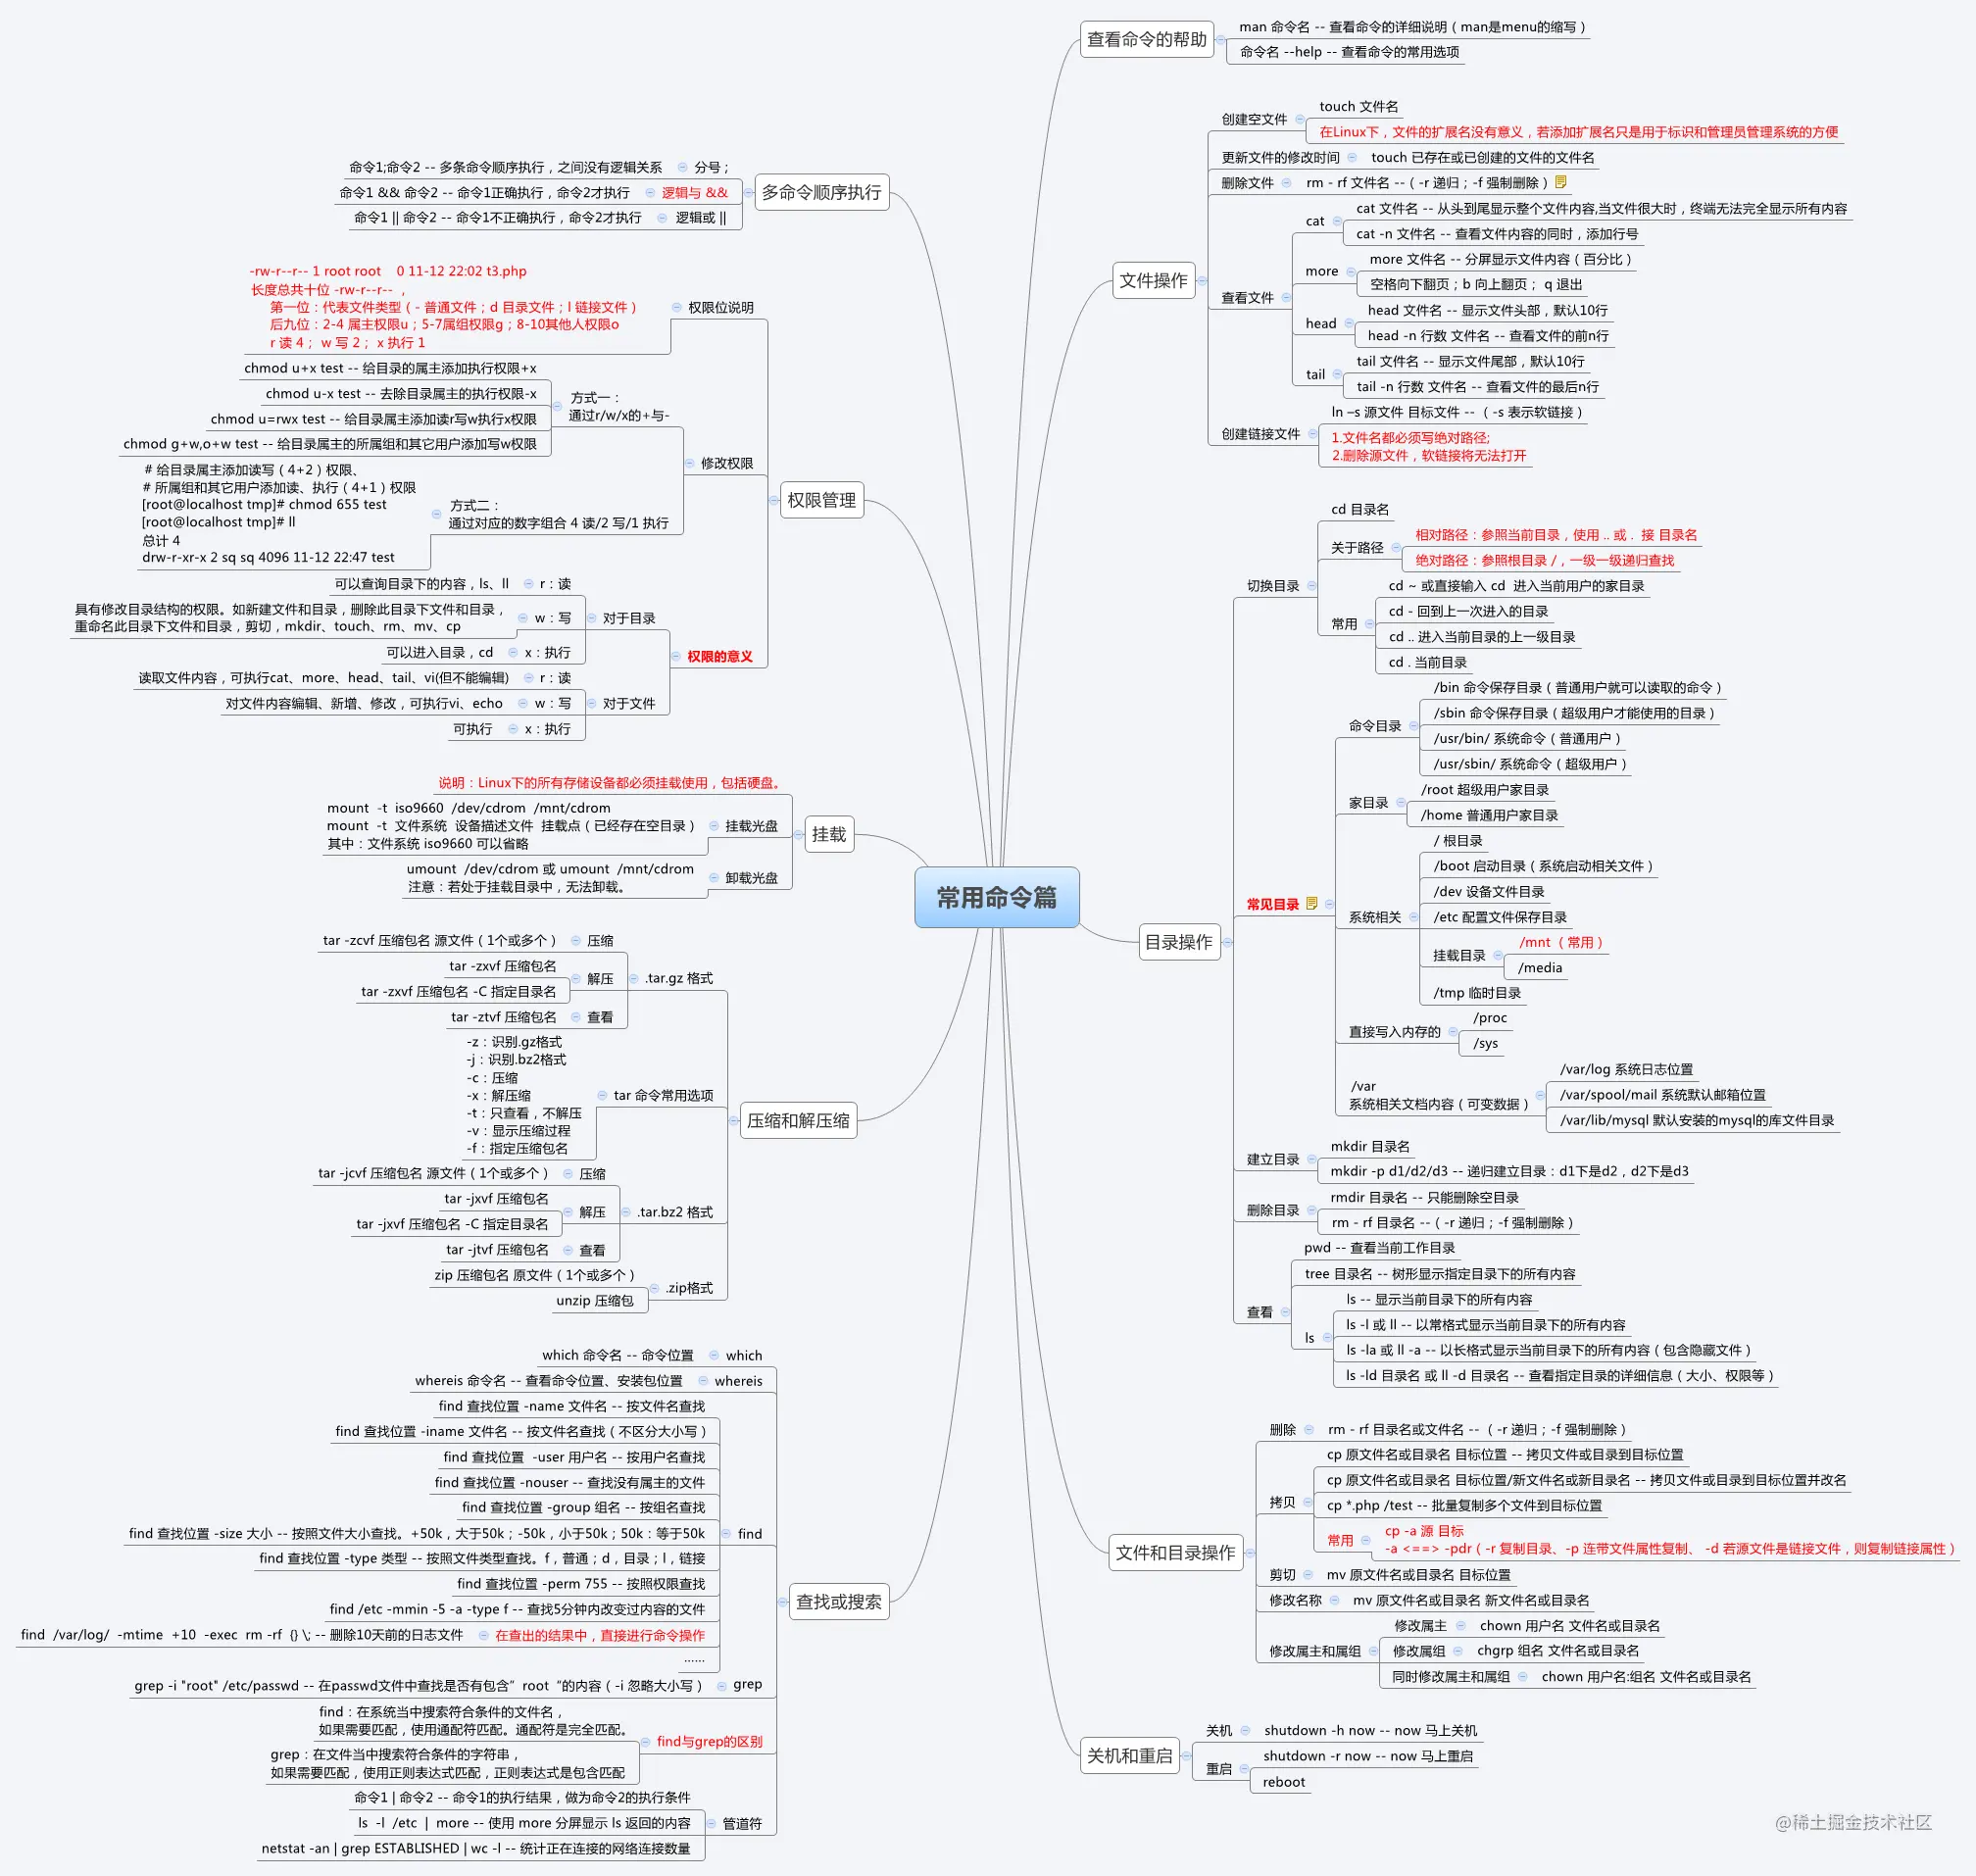 常用命令篇
查看命令的帮助
man 命令名 -- 查看命令的详细说明（man是menu的缩写）
命令名 --help -- 查看命令的常用选项
文件操作
创建空文件
touch 文件名
在Linux下，文件的扩展名没有意义，若添加扩展名只是用于标识和管理员管理系统的方便
更新文件的修改时间
touch 已存在或已创建的文件的文件名
删除文件
rm - rf 文件名 --（ -r 递归；-f 强制删除）
查看文件
cat
cat 文件名 -- 从头到尾显示整个文件内容,当文件很大时，终端无法完全显示所有内容
cat -n 文件名 -- 查看文件内容的同时，添加行号
more
more 文件名 -- 分屏显示文件内容（百分比）
空格向下翻页；b 向上翻页； q 退出
head
head 文件名 -- 显示文件头部，默认10行
head -n 行数 文件名 -- 查看文件的前n行
tail
tail 文件名 -- 显示文件尾部，默认10行
tail -n 行数 文件名 -- 查看文件的最后n行
创建链接文件
ln –s 源文件 目标文件 -- （ -s 表示软链接）
1.文件名都必须写绝对路径;
2.删除源文件，软链接将无法打开
目录操作
切换目录
cd 目录名
关于路径
相对路径：参照当前目录，使用 .. 或 .  接 目录名
绝对路径：参照根目录 /，一级一级递归查找
常用
cd ~ 或直接输入 cd  进入当前用户的家目录
cd - 回到上一次进入的目录
cd .. 进入当前目录的上一级目录
cd . 当前目录
常见目录
命令目录
/bin 命令保存目录（普通用户就可以读取的命令）
/sbin 命令保存目录（超级用户才能使用的目录）
/usr/bin/ 系统命令（普通用户）
/usr/sbin/ 系统命令（超级用户）
家目录
/root 超级用户家目录
/home 普通用户家目录
系统相关
/ 根目录
/boot 启动目录（系统启动相关文件）
/dev 设备文件目录
/etc 配置文件保存目录
挂载目录
/mnt （常用）
/media
/tmp 临时目录
直接写入内存的
/proc
/sys
/var
系统相关文档内容（可变数据）
/var/log 系统日志位置
/var/spool/mail 系统默认邮箱位置
/var/lib/mysql 默认安装的mysql的库文件目录
建立目录
mkdir 目录名
mkdir -p d1/d2/d3 -- 递归建立目录：d1下是d2，d2下是d3
删除目录
rmdir 目录名 -- 只能删除空目录
rm - rf 目录名 --（ -r 递归；-f 强制删除）
查看
pwd -- 查看当前工作目录
tree 目录名 -- 树形显示指定目录下的所有内容
ls
ls -- 显示当前目录下的所有内容
ls -l 或 ll -- 以常格式显示当前目录下的所有内容
ls -la 或 ll -a -- 以长格式显示当前目录下的所有内容（包含隐藏文件）
ls -ld 目录名 或 ll -d 目录名 -- 查看指定目录的详细信息（大小、权限等）
文件和目录操作
删除
rm - rf 目录名或文件名 -- （ -r 递归；-f 强制删除）
拷贝
cp 原文件名或目录名 目标位置 -- 拷贝文件或目录到目标位置
cp 原文件名或目录名 目标位置/新文件名或新目录名 -- 拷贝文件或目录到目标位置并改名
cp *.php /test -- 批量复制多个文件到目标位置
常用
cp -a 源 目标
-a <==> -pdr（ -r 复制目录、-p 连带文件属性复制、 -d 若源文件是链接文件，则复制链接属性）
剪切
mv 原文件名或目录名 目标位置
修改名称
mv 原文件名或目录名 新文件名或目录名
修改属主和属组
修改属主
chown 用户名 文件名或目录名
修改属组
chgrp 组名 文件名或目录名
同时修改属主和属组
chown 用户名:组名 文件名或目录名
关机和重启
关机
shutdown -h now -- now 马上关机
重启
shutdown -r now -- now 马上重启
reboot
多命令顺序执行
分号；
命令1;命令2 -- 多条命令顺序执行，之间没有逻辑关系
逻辑与 &&
命令1 && 命令2 -- 命令1正确执行，命令2才执行
逻辑或 ||
命令1 || 命令2 -- 命令1不正确执行，命令2才执行
权限管理
权限位说明
-rw-r--r-- 1 root root    0 11-12 22:02 t3.php
长度总共十位 -rw-r--r-- ，
第一位：代表文件类型（ - 普通文件；d 目录文件；l 链接文件）
后九位：2-4 属主权限u；5-7属组权限g；8-10其他人权限o
r 读 4； w 写 2； x 执行 1
修改权限
方式一：
通过r/w/x的+与-
chmod u+x test -- 给目录的属主添加执行权限+x
chmod u-x test -- 去除目录属主的执行权限-x
chmod u=rwx test -- 给目录属主添加读r写w执行x权限
chmod g+w,o+w test -- 给目录属主的所属组和其它用户添加写w权限
方式二：
通过对应的数字组合 4 读/2 写/1 执行
# 给目录属主添加读写（4+2）权限、
# 所属组和其它用户添加读、执行（4+1）权限
[root@localhost tmp]# chmod 655 test
[root@localhost tmp]# ll
总计 4
drw-r-xr-x 2 sq sq 4096 11-12 22:47 test
权限的意义
对于目录
r：读
可以查询目录下的内容，ls、ll
w：写
具有修改目录结构的权限。如新建文件和目录，删除此目录下文件和目录，
重命名此目录下文件和目录，剪切，mkdir、touch、rm、mv、cp
x：执行
可以进入目录，cd
对于文件
r：读
读取文件内容，可执行cat、more、head、tail、vi(但不能编辑)
w：写
对文件内容编辑、新增、修改，可执行vi、echo
x：执行
可执行
挂载
说明：Linux下的所有存储设备都必须挂载使用，包括硬盘。
挂载光盘
mount  -t  iso9660  /dev/cdrom  /mnt/cdrom
mount  -t  文件系统  设备描述文件  挂载点（已经存在空目录）
其中：文件系统 iso9660 可以省略
卸载光盘
umount  /dev/cdrom 或 umount  /mnt/cdrom
注意：若处于挂载目录中，无法卸载。
压缩和解压缩
.tar.gz 格式
压缩
tar -zcvf 压缩包名 源文件（1个或多个）
解压
tar -zxvf 压缩包名
tar -zxvf 压缩包名 -C 指定目录名
查看
tar -ztvf 压缩包名
tar 命令常用选项
-z：识别.gz格式
-j：识别.bz2格式
-c：压缩
-x：解压缩
-t：只查看，不解压
-v：显示压缩过程
-f：指定压缩包名
.tar.bz2 格式
压缩
tar -jcvf 压缩包名 源文件（1个或多个）
解压
tar -jxvf 压缩包名
tar -jxvf 压缩包名 -C 指定目录名
查看
tar -jtvf 压缩包名
.zip格式
zip 压缩包名 原文件（1个或多个）
unzip 压缩包
查找或搜索
which
which 命令名 -- 命令位置
whereis
whereis 命令名 -- 查看命令位置、安装包位置
find
find 查找位置 -name 文件名 -- 按文件名查找
find 查找位置 -iname 文件名 -- 按文件名查找（不区分大小写）
find 查找位置  -user 用户名 -- 按用户名查找
find 查找位置 -nouser -- 查找没有属主的文件
find 查找位置 -group 组名 -- 按组名查找
find 查找位置 -size 大小 -- 按照文件大小查找。+50k，大于50k；-50k，小于50k；50k：等于50k
find 查找位置 -type 类型 -- 按照文件类型查找。f，普通；d，目录；l，链接
find 查找位置 -perm 755 -- 按照权限查找
find /etc -mmin -5 -a -type f -- 查找5分钟内改变过内容的文件
在查出的结果中，直接进行命令操作
find  /var/log/  -mtime  +10  -exec  rm -rf  {} \; -- 删除10天前的日志文件
......
grep
grep -i "root" /etc/passwd -- 在passwd文件中查找是否有包含” root “的内容（ -i 忽略大小写）
find与grep的区别
find：在系统当中搜索符合条件的文件名，
如果需要匹配，使用通配符匹配。通配符是完全匹配。
grep：在文件当中搜索符合条件的字符串，
如果需要匹配，使用正则表达式匹配，正则表达式是包含匹配
管道符
命令1 | 命令2 -- 命令1的执行结果，做为命令2的执行条件
ls  -l  /etc  |  more -- 使用 more 分屏显示 ls 返回的内容
netstat -an | grep ESTABLISHED | wc -l -- 统计正在连接的网络连接数量
@稀土掘金技术社区